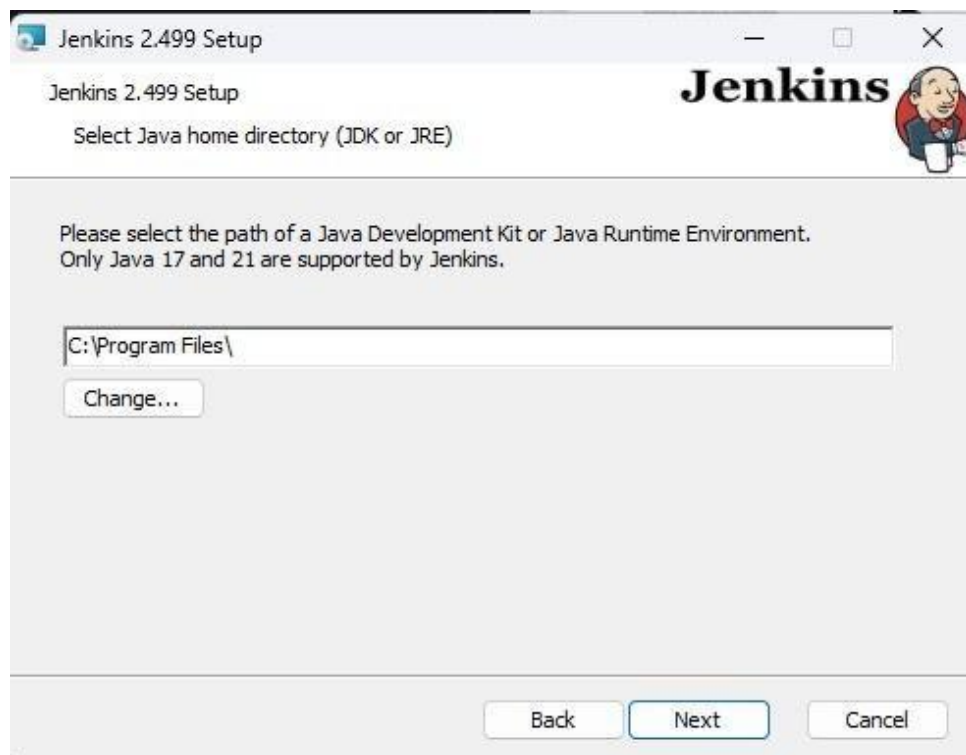 Jenkins 2.499 Setup
Jenkins 2.499 Setup
Jenkins
Select Java home directory (JDK or JRE)
Please select the path of a Java Development Kit or Java Runtime Environment.
Only Java 17 and 21 are supported by Jenkins.
C:\Program Files\
Change...
Back Next Cancel